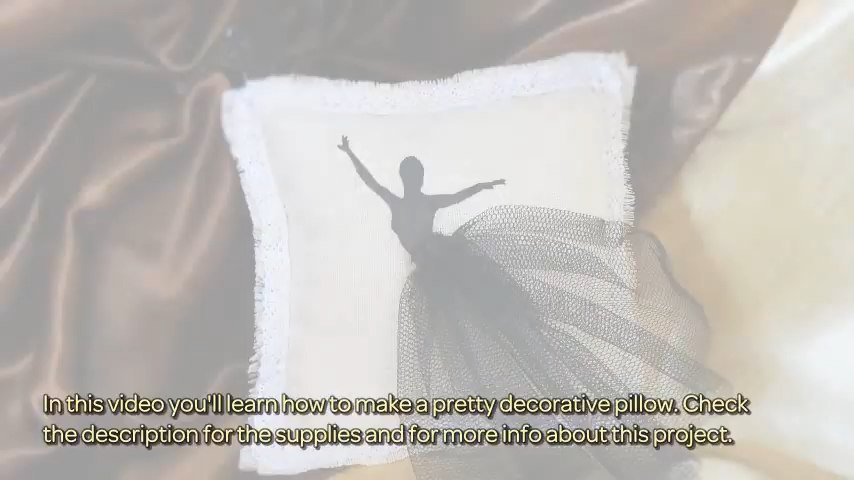 In this video you'll learn how to make a pretty decorative pillow. Check
the description for the supplies and for more info about this project.